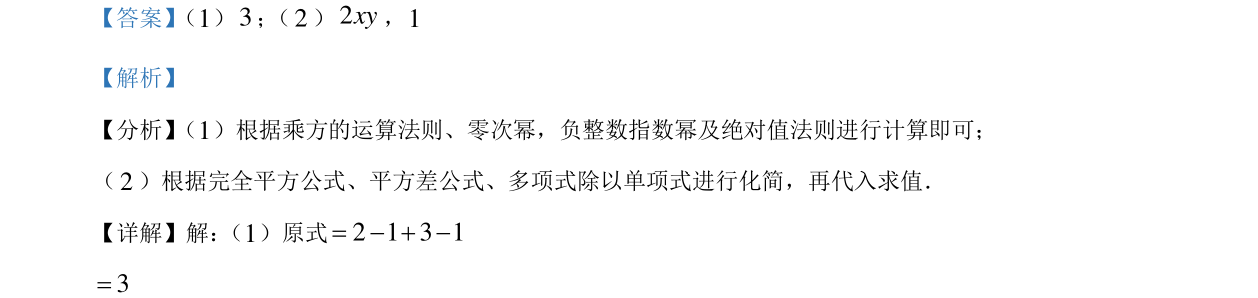 【答案】（1）3；（2）2xy，1
【解析】
【分析】（1）根据乘方的运算法则、零次幂，负整数指数幂及绝对值法则进行计算即可；
（2）根据完全平方公式、平方差公式、多项式除以单项式进行化简，再代入求值．
【详解】解：（1）原式=2−1+3−1
=3